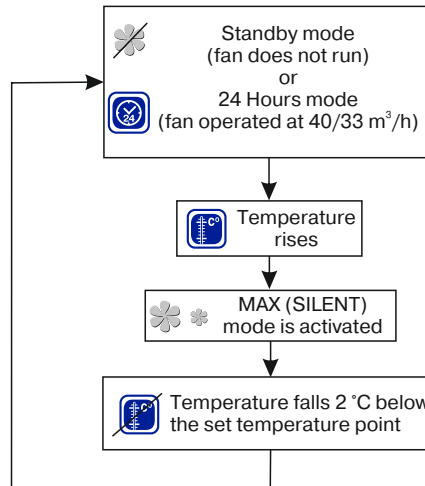 Standby mode
(fan does not run)
or
24 Hours mode
(fan operated at 40/33 m³/h)
24
C°
Temperature
rises
MAX (SILENT)
mode is activated
C°
Temperature falls 2 °C below
the set temperature point